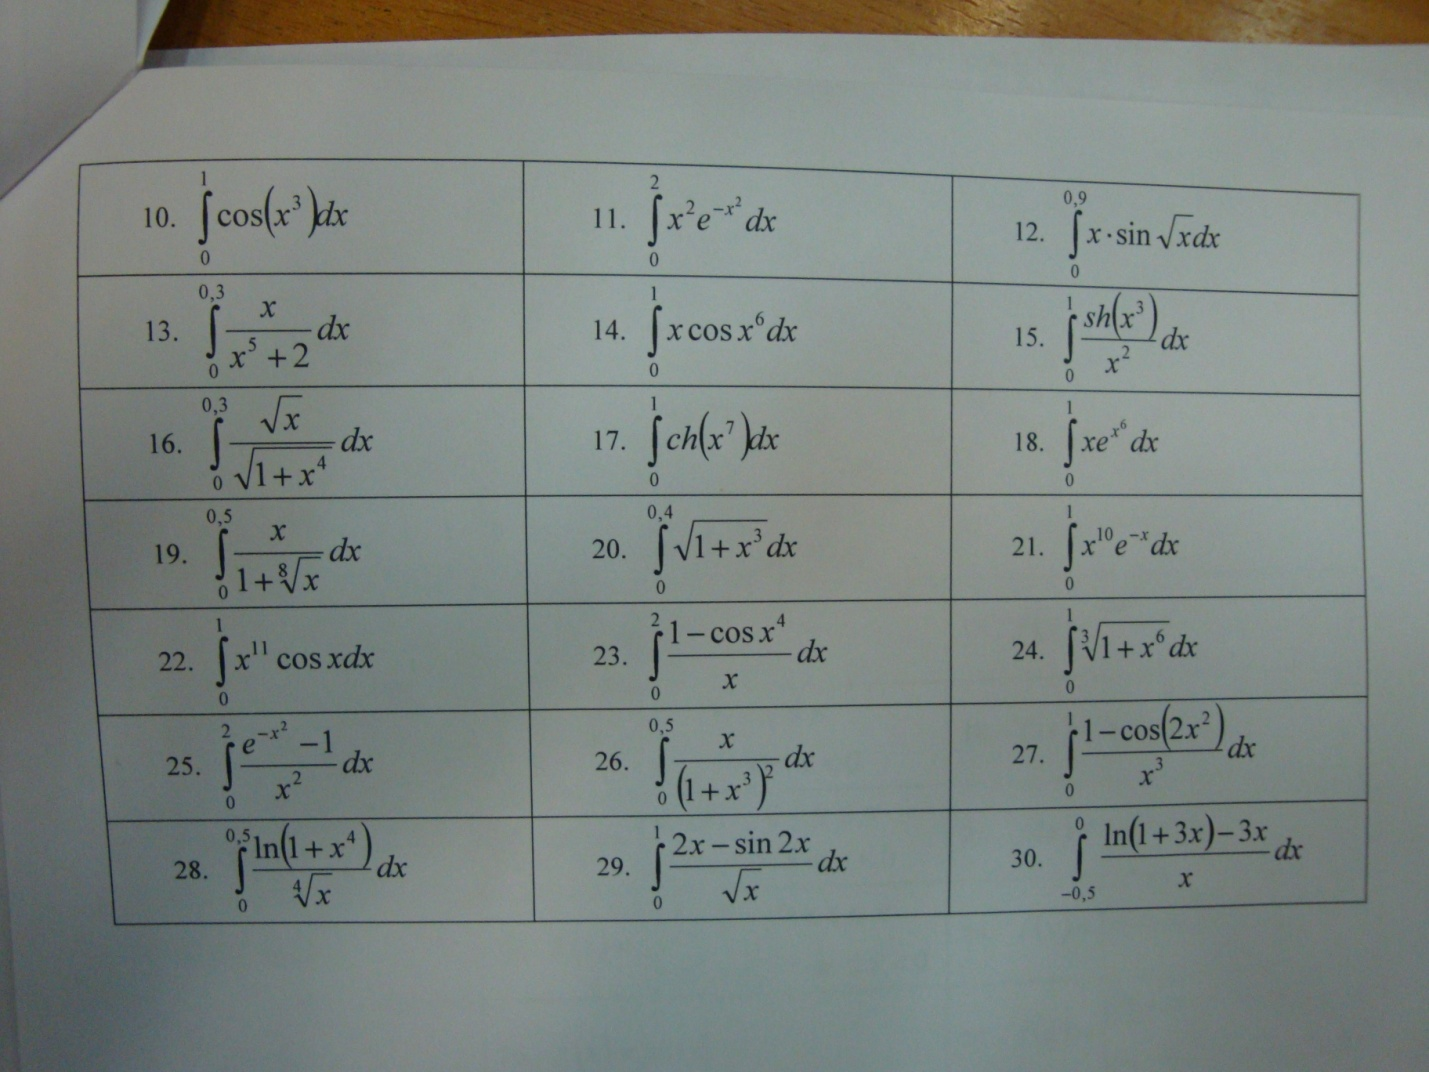 10. ∫₀¹ cos(x³)dx
11. ∫₀² x²e^(−x²) dx
12. ∫₀^0,9 x·sin √x dx
13. ∫₀^0,3 x/(x⁵+2) dx
14. ∫₀¹ x cos x⁶ dx
15. ∫₀¹ sh(x³)/x² dx
16. ∫₀^0,3 √x/√(1+x⁴) dx
17. ∫₀¹ ch(x⁷)dx
18. ∫₀¹ xe^(x⁶) dx
19. ∫₀^0,5 x/(1+⁸√x) dx
20. ∫₀^0,4 √(1+x³) dx
21. ∫₀¹ x¹⁰e^(−x) dx
22. ∫₀¹ x¹¹ cos xdx
23. ∫₀² (1−cos x⁴)/x dx
24. ∫₀¹ ³√(1+x⁶) dx
25. ∫₀² (e^(−x²) −1)/x² dx
26. ∫₀^0,5 x/(1+x³)² dx
27. ∫₀¹ (1−cos(2x²))/x³ dx
28. ∫₀^0,5 ln(1+x⁴)/⁴√x dx
29. ∫₀¹ (2x−sin 2x)/√x dx
30. ∫₋₀,₅^0 (ln(1+3x)−3x)/x dx